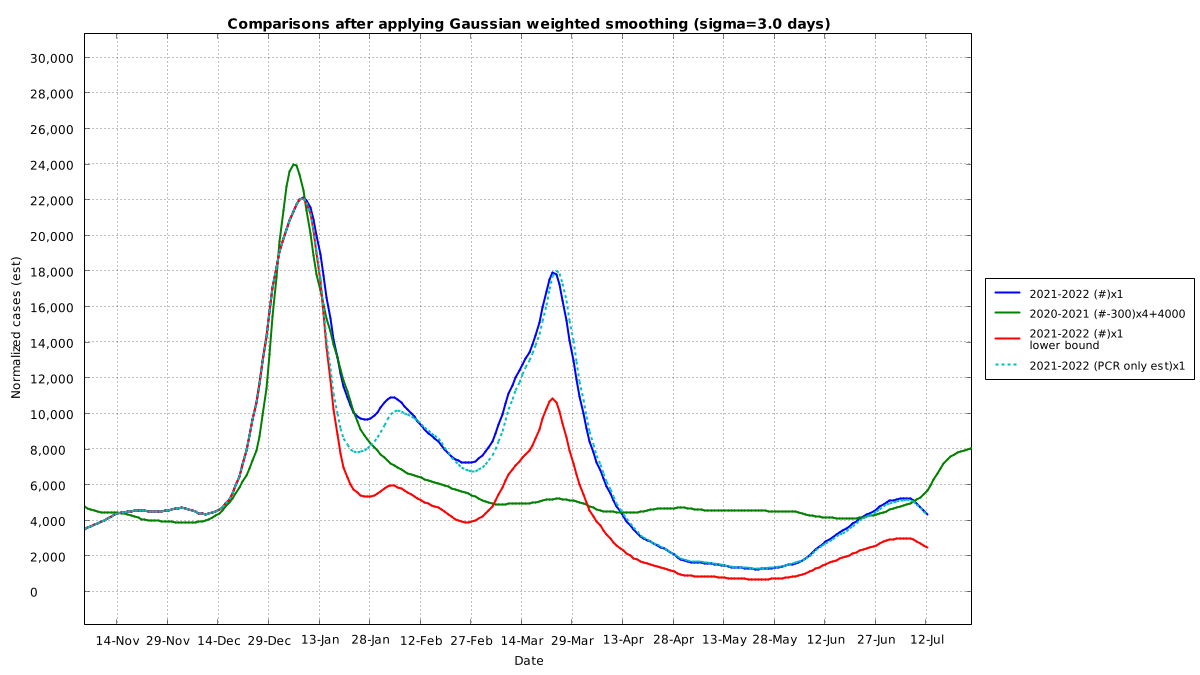 Comparisons after applying Gaussian weighted smoothing (sigma=3.0 days)
30,000
28,000
26,000
24,000
22,000
20,000
18,000
16,000
14,000
12,000
10,000
8,000
6,000
4,000
2,000
0
Normalized cases (est)
14-Nov 29-Nov 14-Dec 29-Dec 13-Jan 28-Jan 12-Feb 27-Feb 14-Mar 29-Mar 13-Apr 28-Apr 13-May 28-May 12-Jun 27-Jun 12-Jul
Date
2021-2022 (#)x1
2020-2021 (#-300)x4+4000
2021-2022 (#)x1
lower bound
2021-2022 (PCR only est)x1